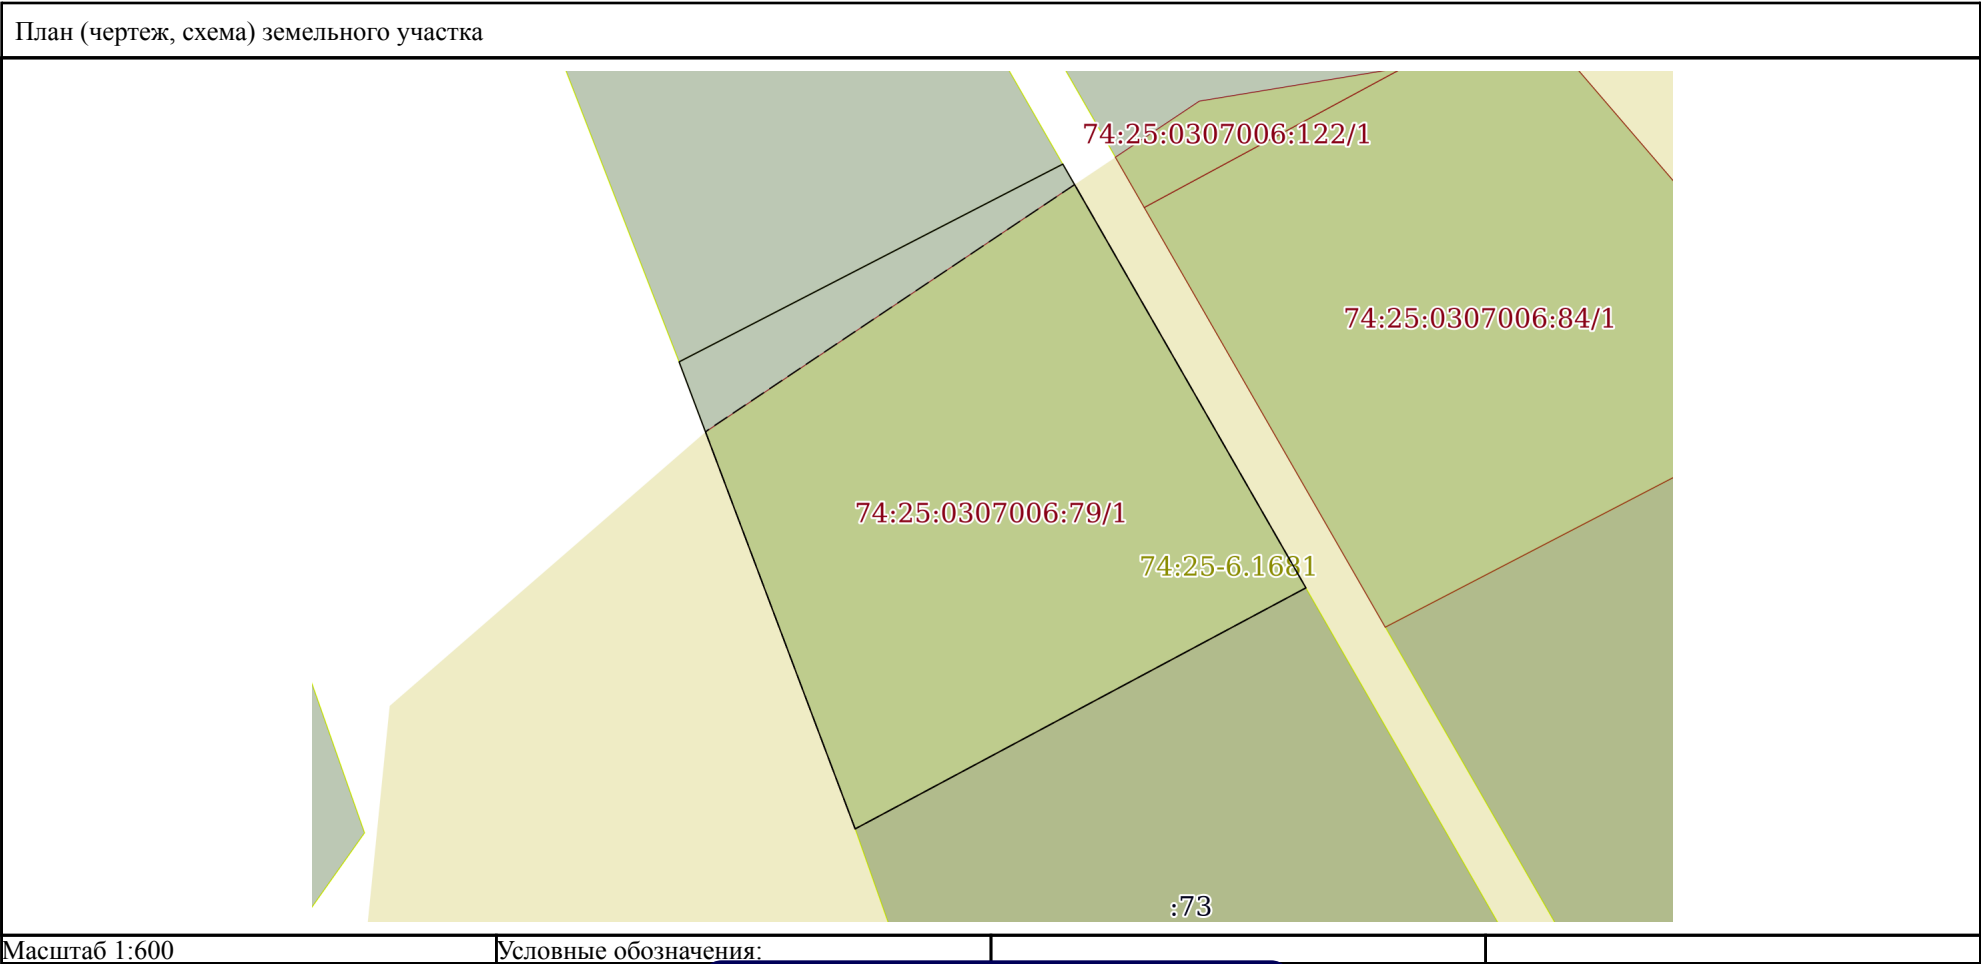 План (чертеж, схема) земельного участка
74:25:0307006:122/1
74:25:0307006:84/1
74:25:0307006:79/1
74:25-6.1681
:73
Масштаб 1:600
Условные обозначения: